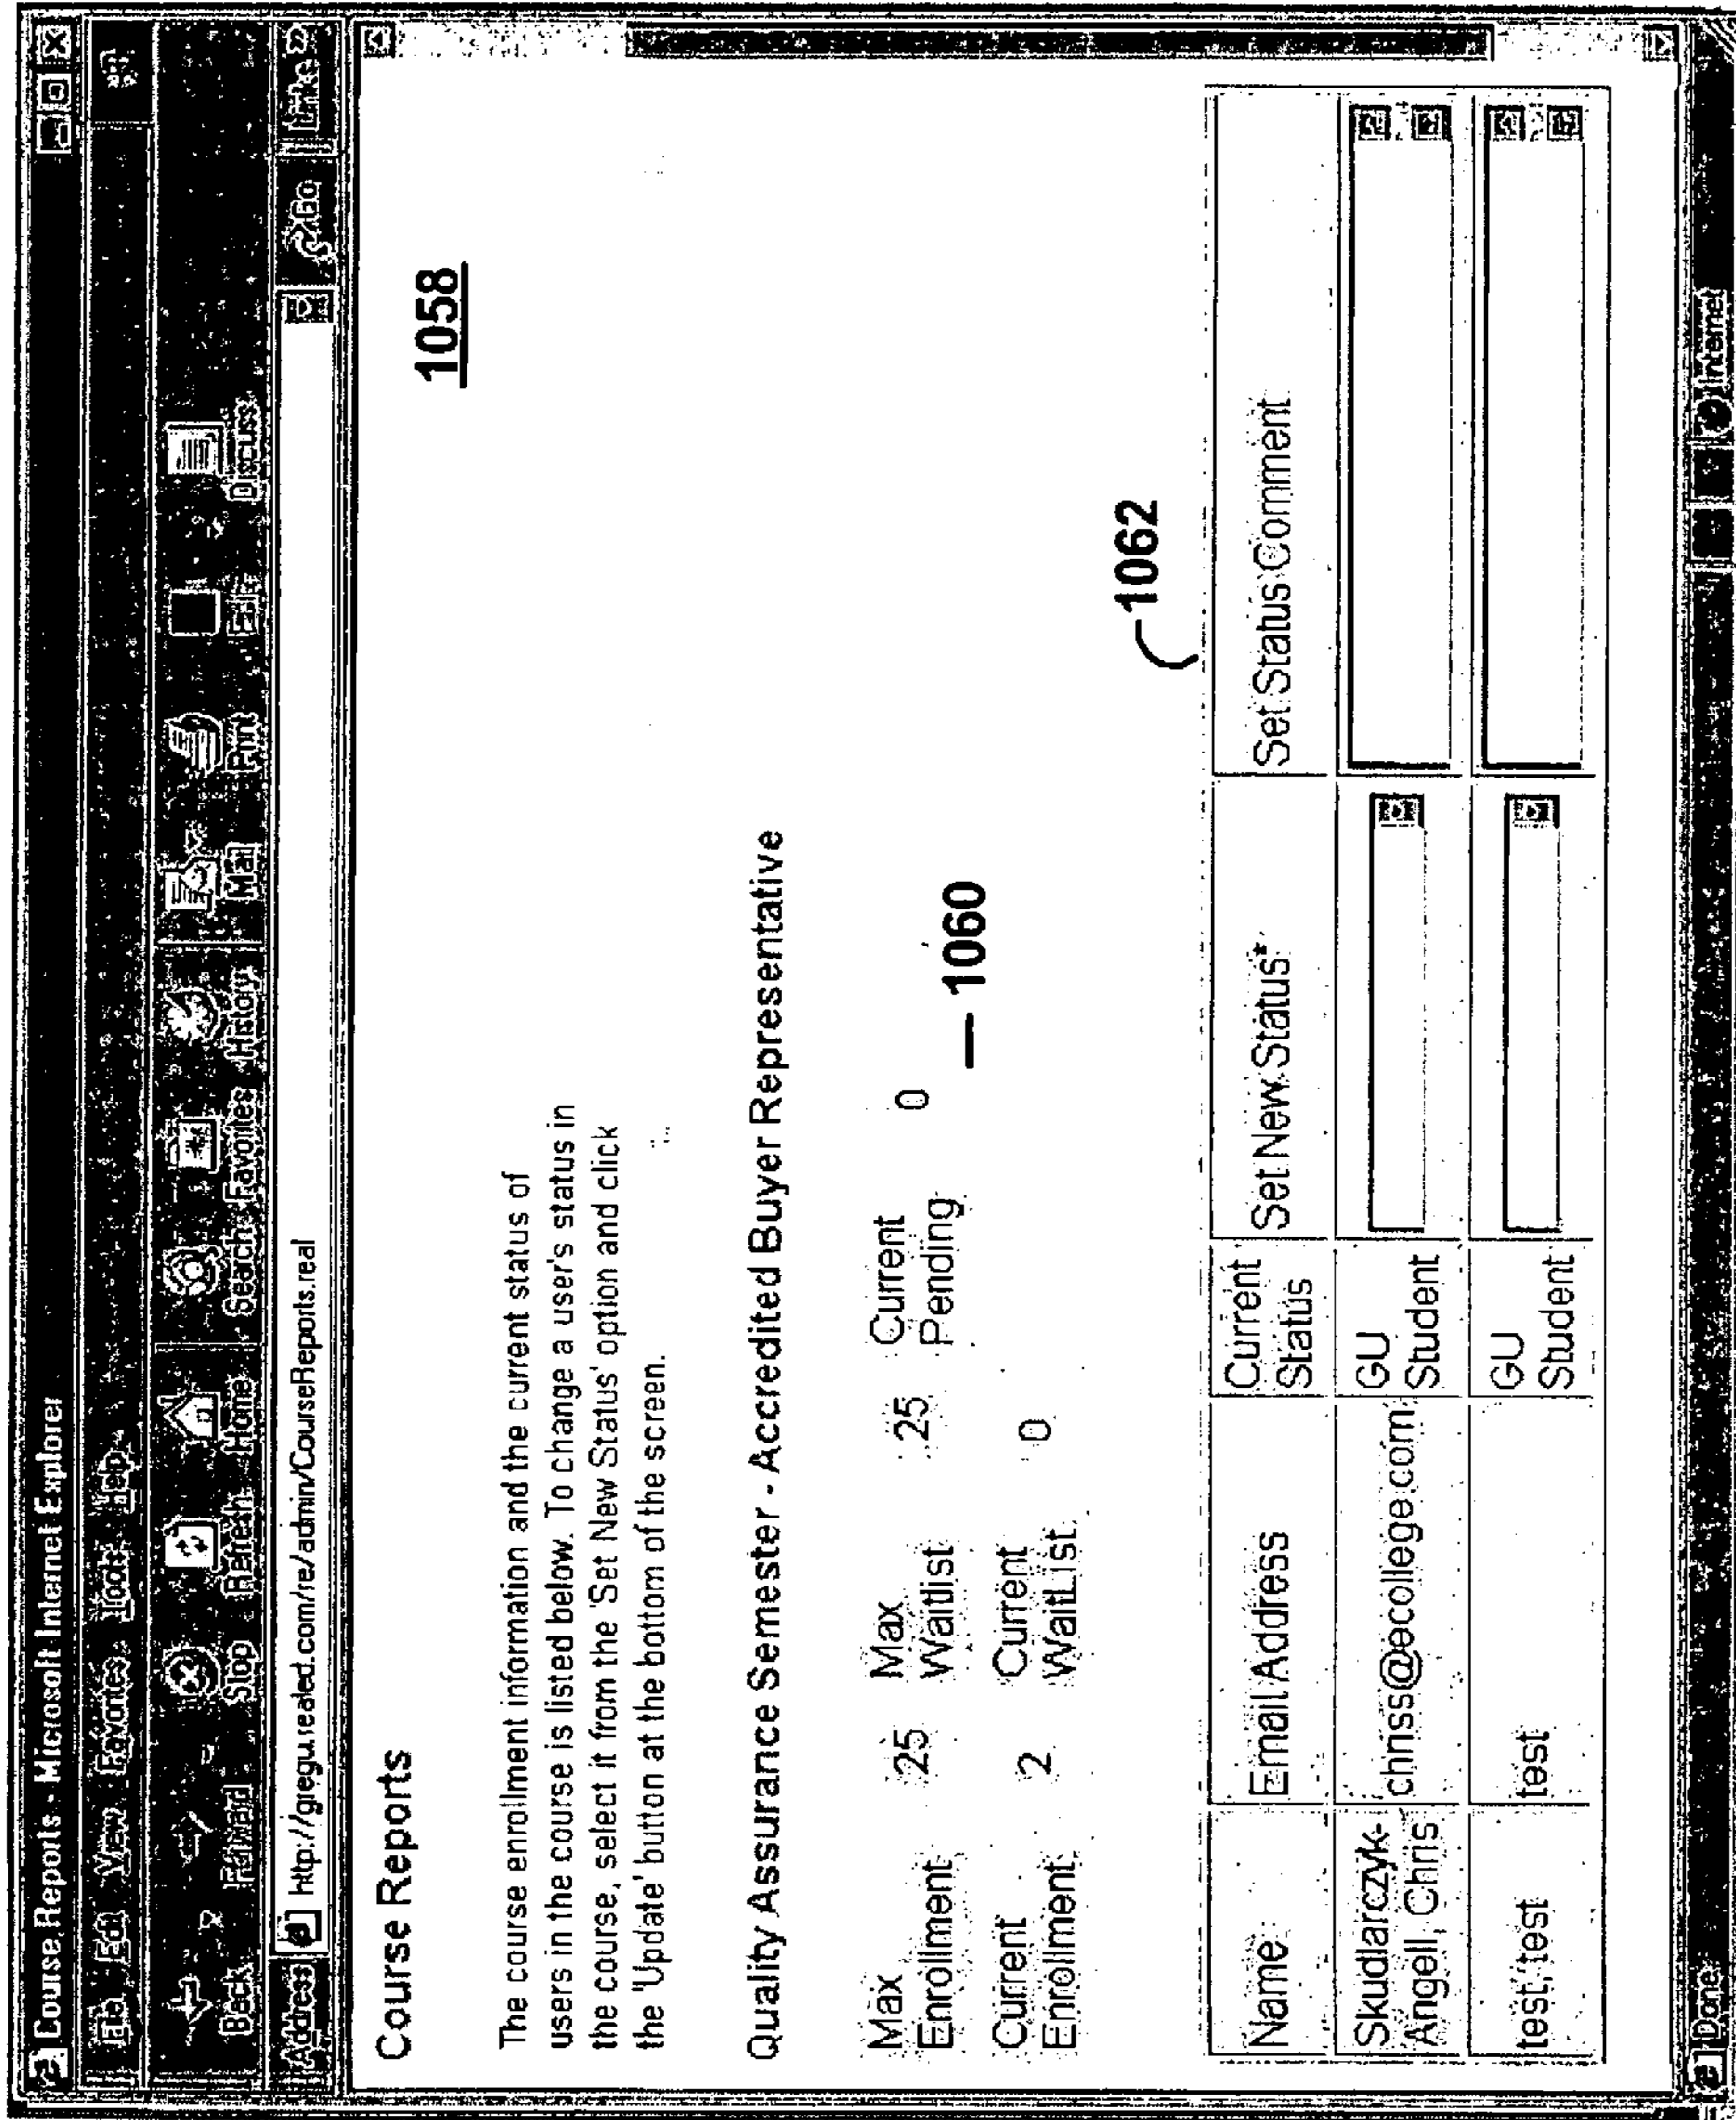 Course Reports - Microsoft Internet Explorer
File Edit View Favorites Tools Help
Back Forward Stop Refresh Home Search Favorites History Mail Print Edit Discuss
Address http://gregu.realed.com/re/admin/CourseReports.real Go Links »
Course Reports
1058
The course enrollment information and the current status of
users in the course is listed below. To change a user's status in
the course, select it from the 'Set New Status' option and click
the 'Update' button at the bottom of the screen.
Quality Assurance Semester - Accredited Buyer Representative
Max Enrollment 25 Max Waitlist 25 Current Pending 0
Current Enrollment 2 Current WaitList 0
1060
1062
Name Email Address Current Status Set New Status* Set Status Comment
Skudlarczyk-Angell, Chris chriss@ecollege.com GU Student
test, test test GU Student
Done Internet